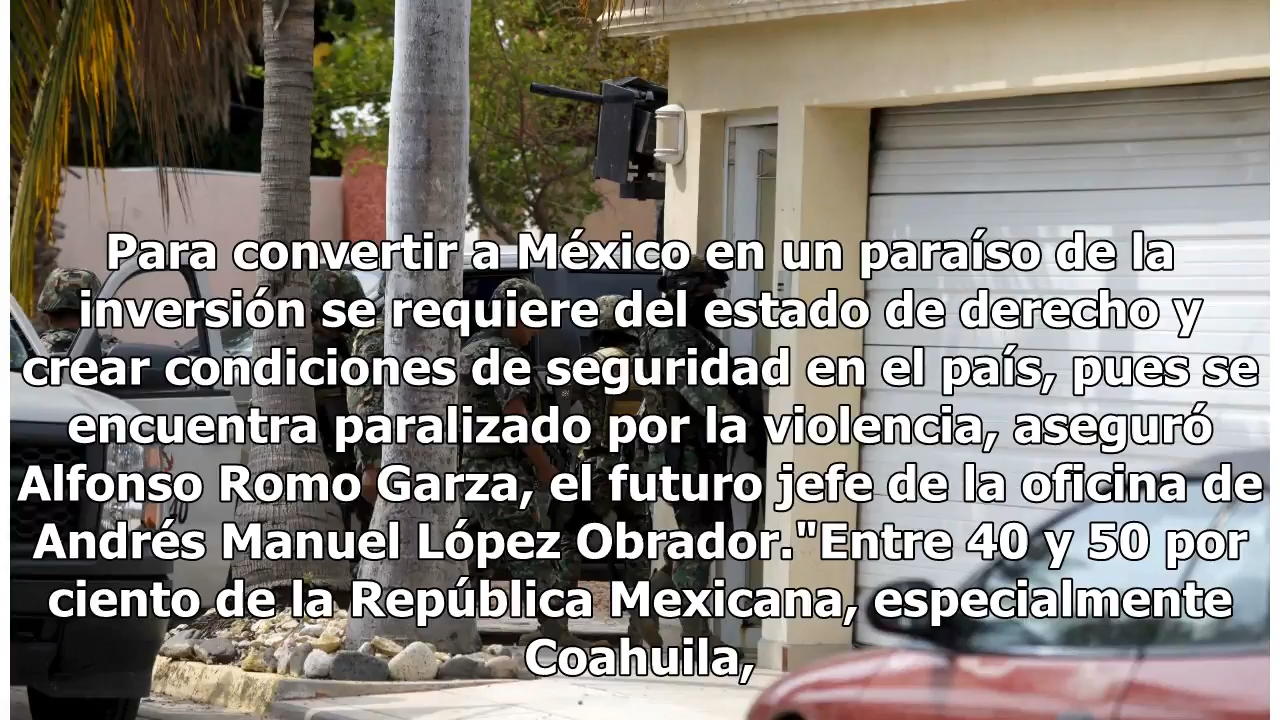 Para convertir a México en un paraíso de la
inversión se requiere del estado de derecho y
crear condiciones de seguridad en el país, pues se
encuentra paralizado por la violencia, aseguró
Alfonso Romo Garza, el futuro jefe de la oficina de
Andrés Manuel López Obrador."Entre 40 y 50 por
ciento de la República Mexicana, especialmente
Coahuila,